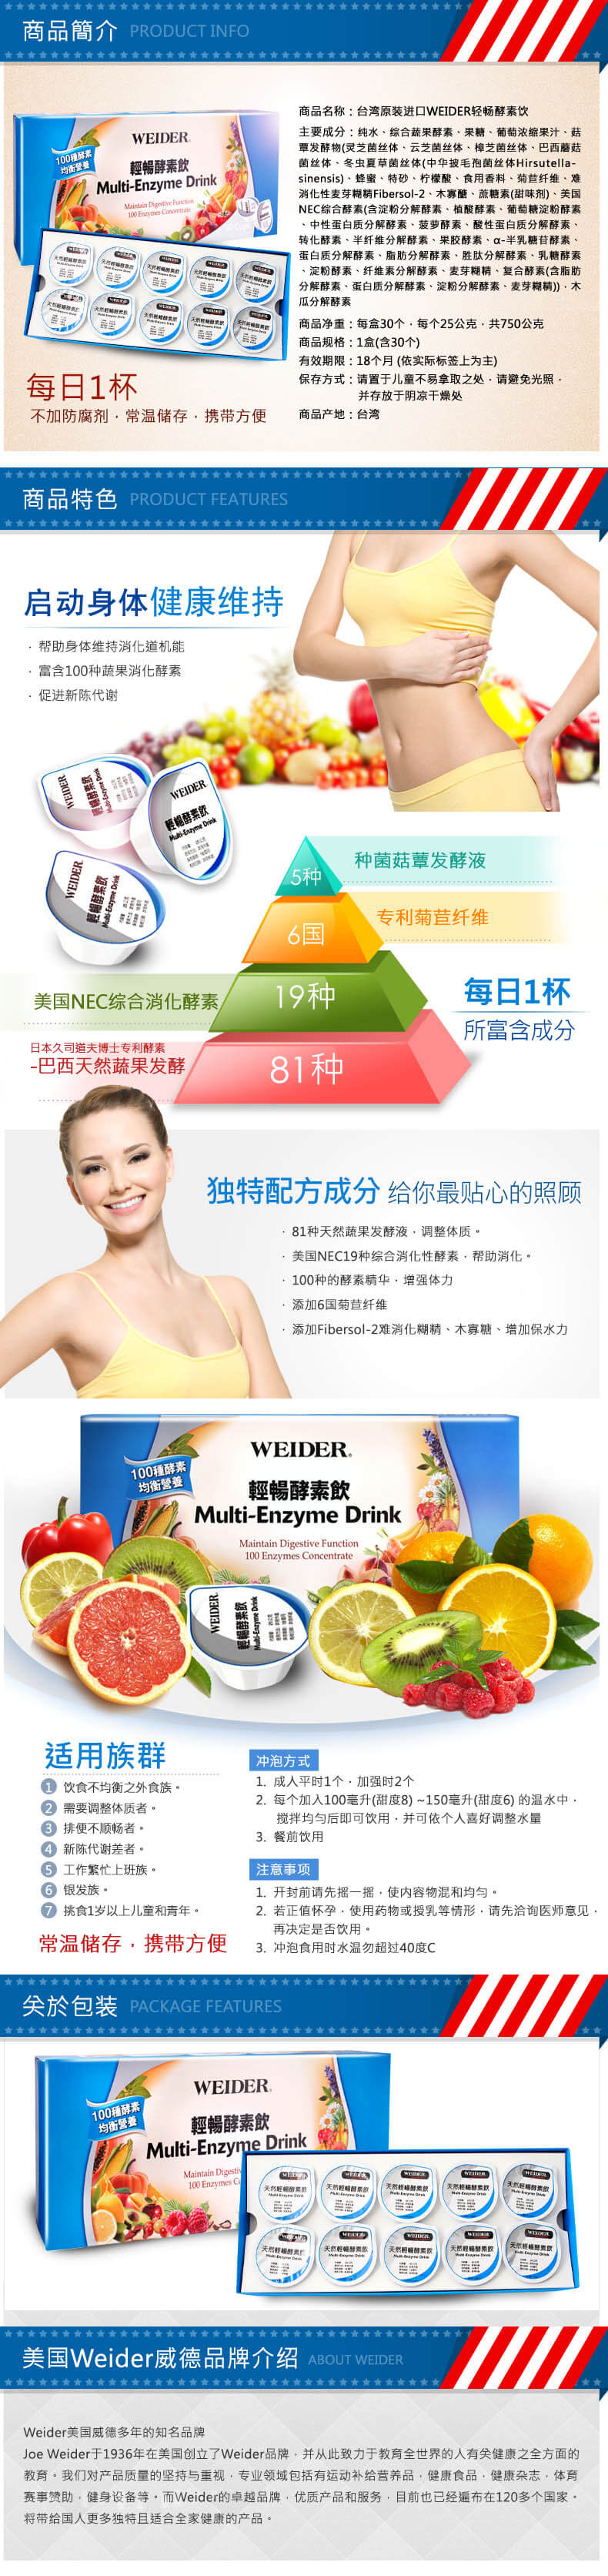 商品簡介 PRODUCT INFO
WEIDER
100種酵素
均衡營養
輕暢酵素飲
Multi-Enzyme Drink
Maintain Digestive Function
100 Enzymes Concentrate
每日1杯
不加防腐剂，常温储存，携带方便
商品名称：台湾原装进口WEIDER轻畅酵素饮
主要成分：纯水、综合蔬果酵素、果糖、葡萄浓缩果汁、菇
蕈发酵物(灵芝菌丝体、云芝菌丝体、樟芝菌丝体、巴西蘑菇
菌丝体、冬虫夏草菌丝体(中华披毛孢菌丝体Hirsutella-
sinensis)、蜂蜜、特砂、柠檬酸、食用香料、菊苣纤维、难
消化性麦芽糊精Fibersol-2、木寡醣、蔗糖素(甜味剂)、美国
NEC综合酵素(含淀粉分解酵素、植酸酵素、葡萄糖淀粉酵素
、中性蛋白质分解酵素、菠萝酵素、酸性蛋白质分解酵素、
转化酵素、半纤维分解酵素、果胶酵素、α-半乳糖苷酵素、
蛋白质分解酵素、脂肪分解酵素、胜肽分解酵素、乳糖酵素
、淀粉酵素、纤维素分解酵素、麦芽糊精、复合酵素(含脂肪
分解酵素、蛋白质分解酵素、淀粉分解酵素、麦芽糊精))，木
瓜分解酵素
商品净重：每盒30个，每个25公克，共750公克
商品规格：1盒(含30个)
有效期限：18个月 (依实际标签上为主)
保存方式：请置于儿童不易拿取之处，请避免光照，
并存放于阴凉干燥处
商品产地：台湾
商品特色 PRODUCT FEATURES
启动身体健康维持
· 帮助身体维持消化道机能
· 富含100种蔬果消化酵素
· 促进新陈代谢
WEIDER
輕暢酵素飲
Multi-Enzyme Drink
WEIDER
輕暢酵素飲
Multi-Enzyme Drink
WEIDER
輕暢酵素飲
Multi-Enzyme Drink
5种
种菌菇蕈发酵液
6国
专利菊苣纤维
美国NEC综合消化酵素
19种
每日1杯
所富含成分
日本久司道夫博士专利酵素
-巴西天然蔬果发酵
81种
独特配方成分 给你最贴心的照顾
· 81种天然蔬果发酵液，调整体质。
· 美国NEC19种综合消化性酵素，帮助消化。
· 100种的酵素精华，增强体力
· 添加6国菊苣纤维
· 添加Fibersol-2难消化糊精、木寡糖、增加保水力
WEIDER
100種酵素
均衡營養
輕暢酵素飲
Multi-Enzyme Drink
Maintain Digestive Function
100 Enzymes Concentrate
WEIDER
輕暢酵素飲
Multi-Enzyme Drink
适用族群
1 饮食不均衡之外食族。
2 需要调整体质者。
3 排便不顺畅者。
4 新陈代谢差者。
5 工作繁忙上班族。
6 银发族。
7 挑食1岁以上儿童和青年。
常温储存，携带方便
冲泡方式
1. 成人平时1个，加强时2个
2. 每个加入100毫升(甜度8) ~150毫升(甜度6) 的温水中，
搅拌均匀后即可饮用，并可依个人喜好调整水量
3. 餐前饮用
注意事项
1. 开封前请先摇一摇，使内容物混和均匀。
2. 若正值怀孕，使用药物或授乳等情形，请先洽询医师意见，
再决定是否饮用。
3. 冲泡食用时水温勿超过40度C
关於包装 PACKAGE FEATURES
WEIDER
100種酵素
均衡營養
輕暢酵素飲
Multi-Enzyme Drink
Maintain Digesti
100 Enzymes C
美国Weider威德品牌介绍 ABOUT WEIDER
Weider美国威德多年的知名品牌
Joe Weider于1936年在美国创立了Weider品牌，并从此致力于教育全世界的人有关健康之全方面的
教育。我们对产品质量的坚持与重视，专业领域包括有运动补给营养品，健康食品，健康杂志，体育
赛事赞助，健身设备等。而Weider的卓越品牌，优质产品和服务，目前也已经遍布在120多个国家。
将带给国人更多独特且适合全家健康的产品。